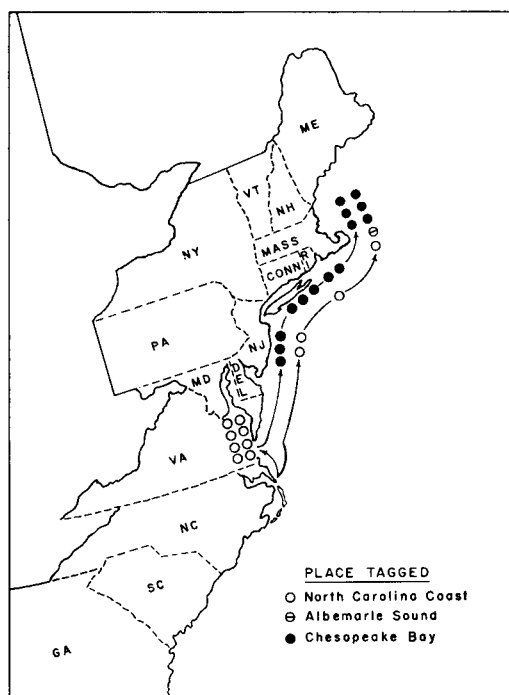 ME
VT
NH
NY
MASS
CONN
R
I
PA
NJ
MD
DEL
VA
NC
SC
GA
PLACE TAGGED
North Carolina Coast
Albemarle Sound
Chesapeake Bay